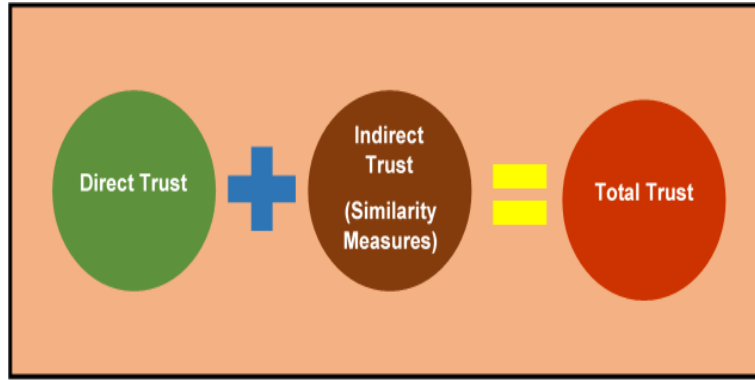 Direct Trust
Indirect
Trust
(Similarity
Measures)
Total Trust